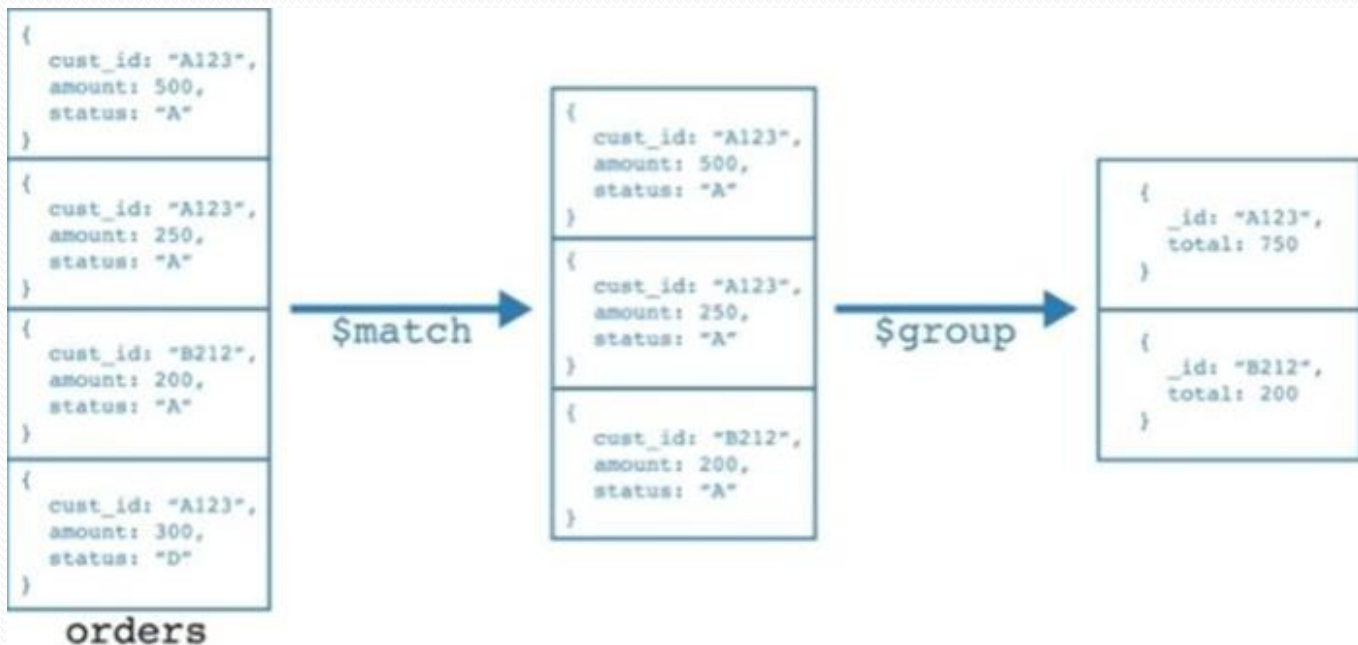 {
cust_id: "A123",
amount: 500,
status: "A"
}
{
cust_id: "A123",
amount: 250,
status: "A"
}
{
cust_id: "B212",
amount: 200,
status: "A"
}
{
cust_id: "A123",
amount: 300,
status: "D"
}
orders
$match
{
cust_id: "A123",
amount: 500,
status: "A"
}
{
cust_id: "A123",
amount: 250,
status: "A"
}
{
cust_id: "B212",
amount: 200,
status: "A"
}
$group
{
_id: "A123",
total: 750
}
{
_id: "B212",
total: 200
}